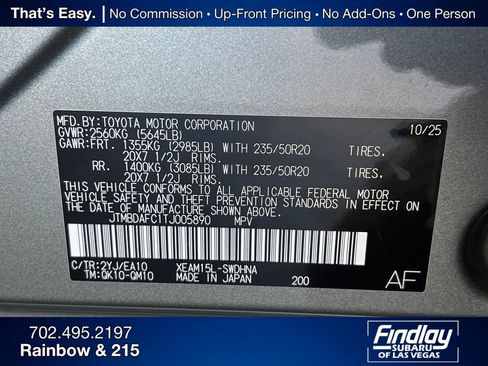 That's Easy. | No Commission • Up-Front Pricing • No Add-Ons • One Person
MFD.BY:TOYOTA MOTOR CORPORATION 10/25
GVWR:2560KG (5645LB)
GAWR:FRT. 1355KG (2985LB) WITH 235/50R20 TIRES,
20X7 1/2J RIMS.
RR. 1400KG (3085LB) WITH 235/50R20 TIRES,
20X7 1/2J RIMS.
THIS VEHICLE CONFORMS TO ALL APPLICABLE FEDERAL MOTOR
VEHICLE SAFETY AND THEFT PREVENTION STANDARDS IN EFFECT ON
THE DATE OF MANUFACTURE SHOWN ABOVE.
JTMBDAFC1TJ005890 MPV
C/TR:2YJ/EA10 XEAM15L-SWDHNA
TM:QK10-QM10 MADE IN JAPAN 200 AF
702.495.2197
Rainbow & 215
Findlay
SUBARU
OF LAS VEGAS